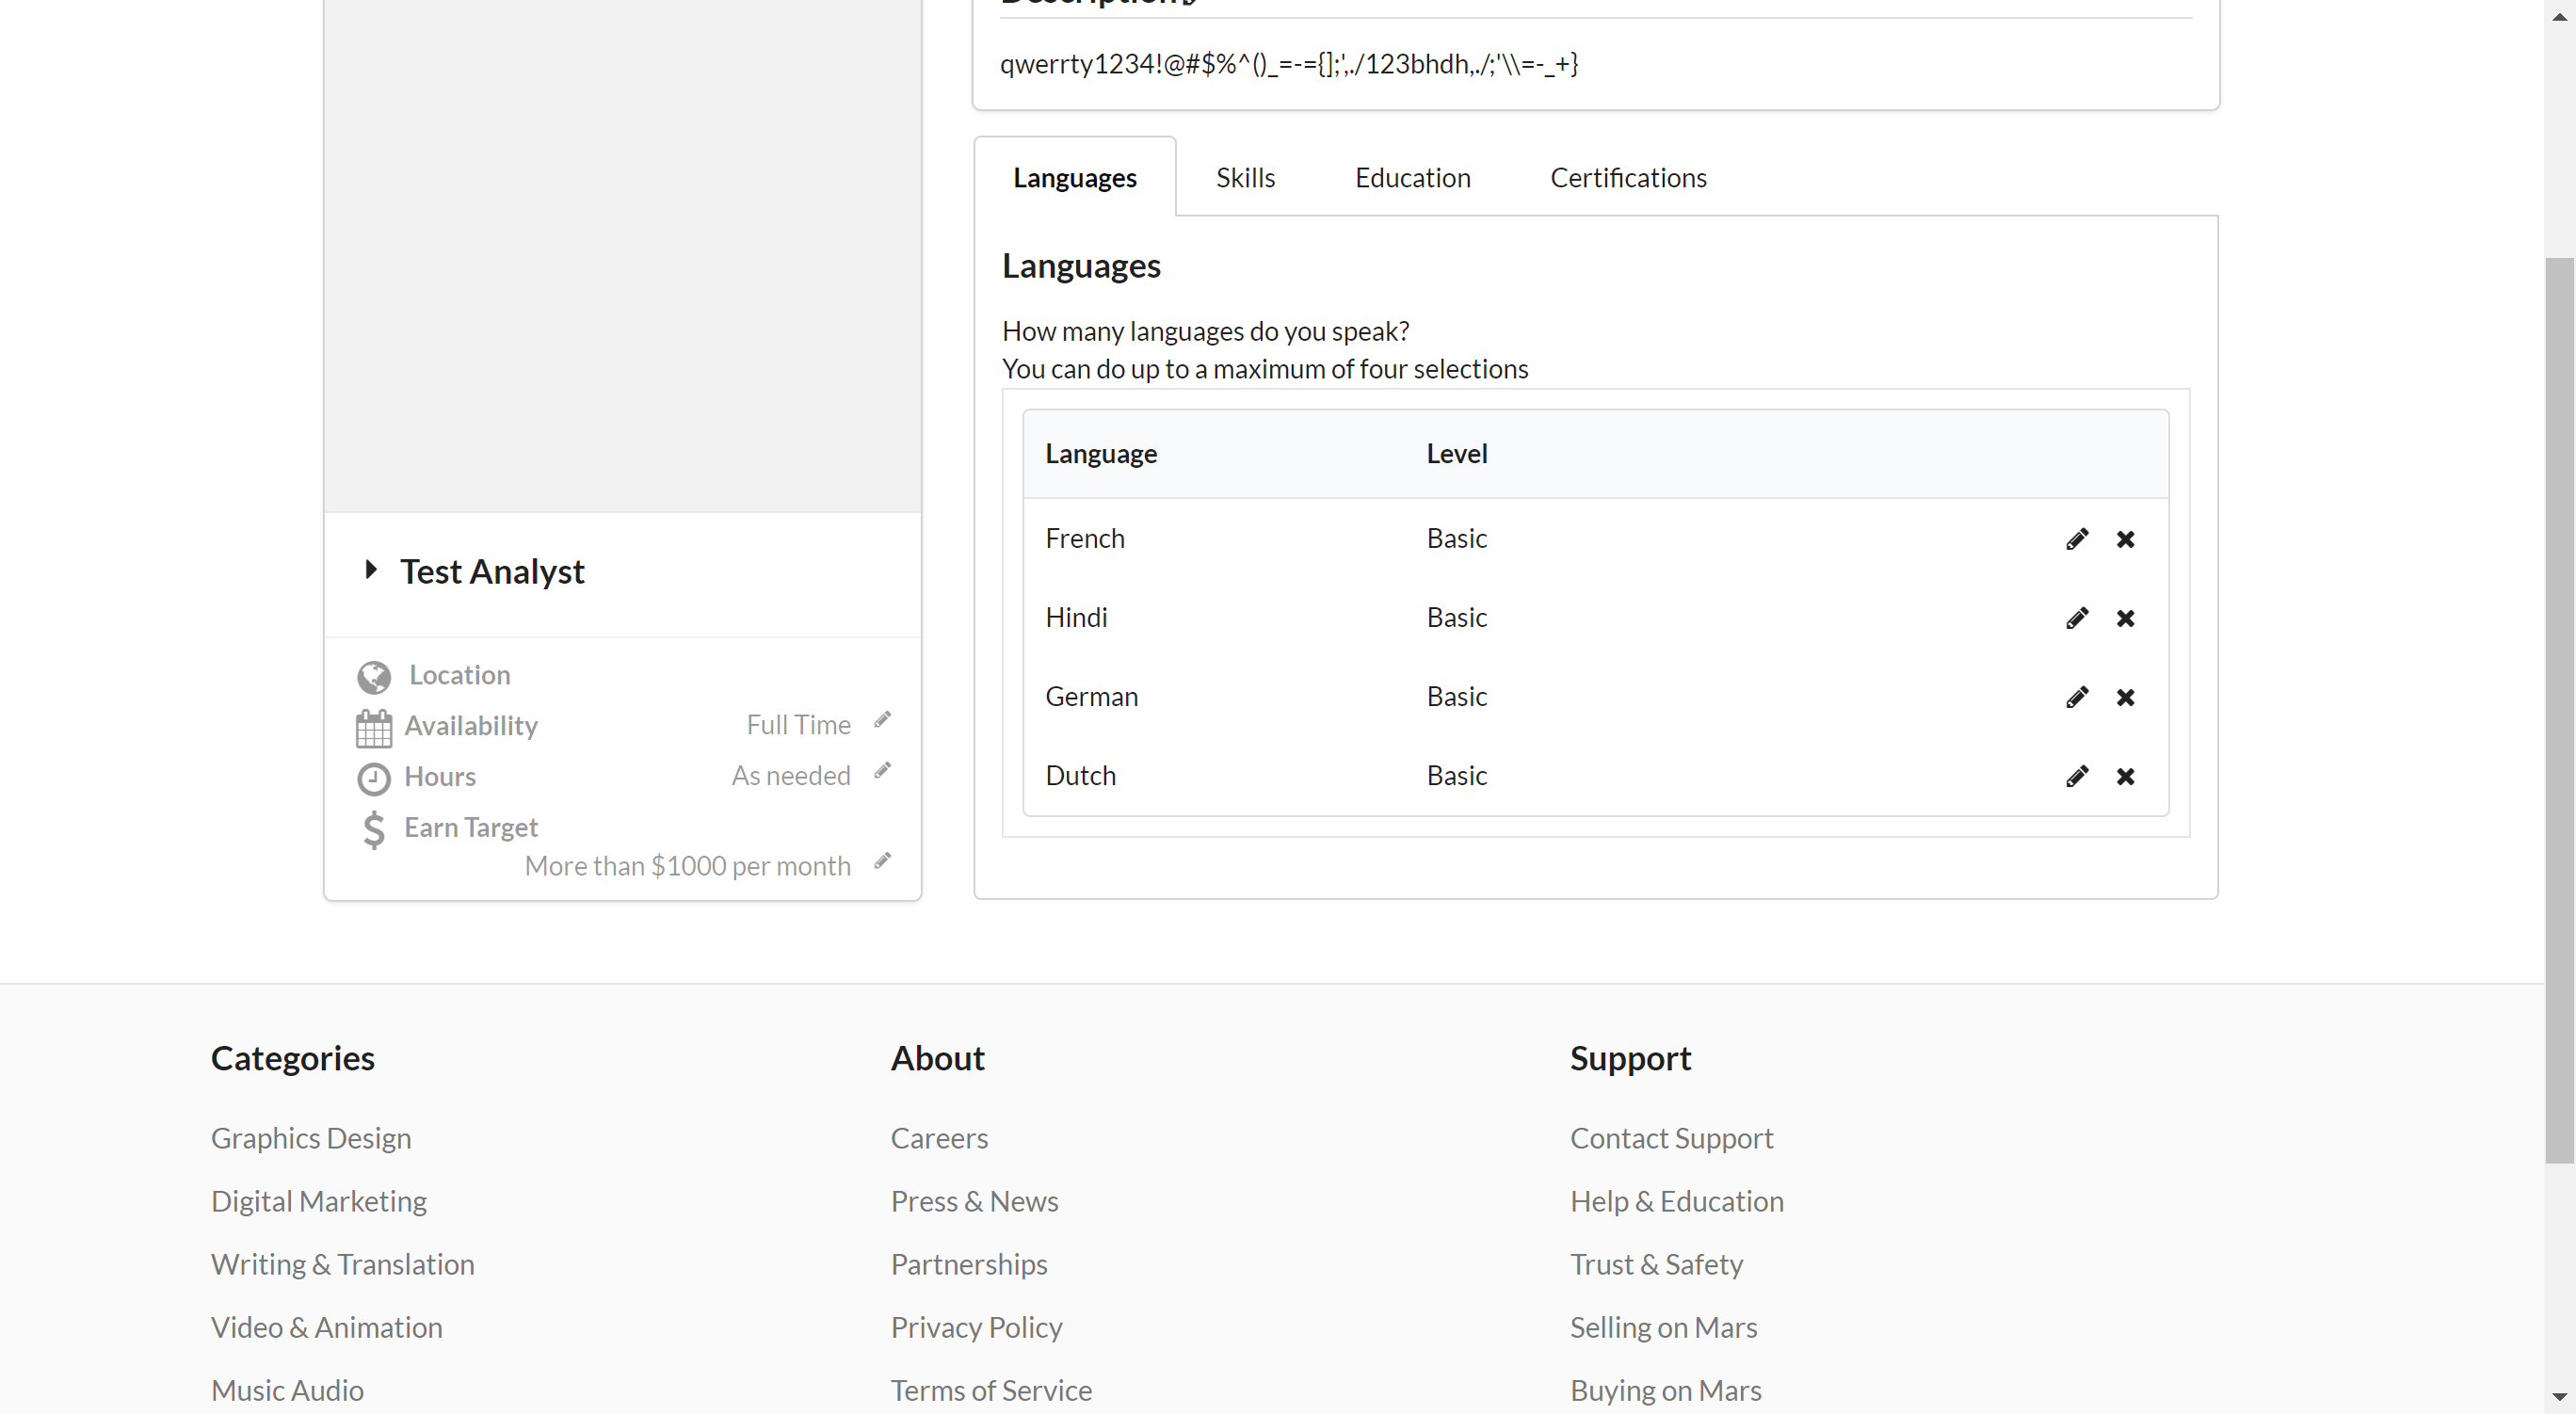 Description
qwerrty1234!@#$%^()_=-={];',./123bhdh,./;'\\=-_+}
Languages
Skills
Education
Certifications
Languages
How many languages do you speak?
You can do up to a maximum of four selections
Language Level
French Basic
Hindi Basic
German Basic
Dutch Basic
Test Analyst
Location
Availability Full Time
Hours As needed
Earn Target
More than $1000 per month
Categories
Graphics Design
Digital Marketing
Writing & Translation
Video & Animation
Music Audio
About
Careers
Press & News
Partnerships
Privacy Policy
Terms of Service
Support
Contact Support
Help & Education
Trust & Safety
Selling on Mars
Buying on Mars